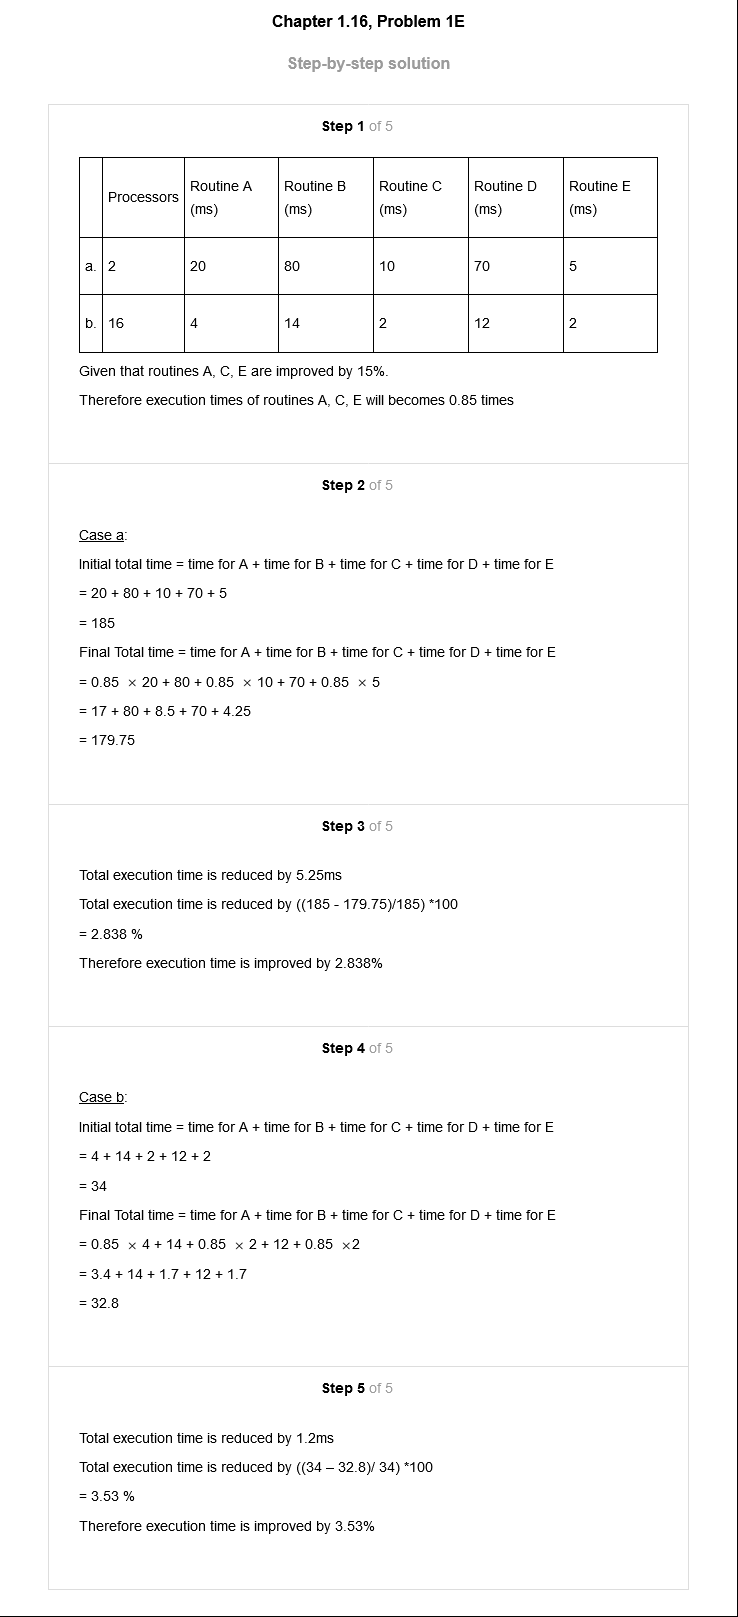 Chapter 1.16, Problem 1E
Step-by-step solution
Step 1 of 5
Processors Routine A (ms) Routine B (ms) Routine C (ms) Routine D (ms) Routine E (ms)
a. 2 20 80 10 70 5
b. 16 4 14 2 12 2
Given that routines A, C, E are improved by 15%.
Therefore execution times of routines A, C, E will becomes 0.85 times
Step 2 of 5
Case a:
Initial total time = time for A + time for B + time for C + time for D + time for E
= 20 + 80 + 10 + 70 + 5
= 185
Final Total time = time for A + time for B + time for C + time for D + time for E
= 0.85 × 20 + 80 + 0.85 × 10 + 70 + 0.85 × 5
= 17 + 80 + 8.5 + 70 + 4.25
= 179.75
Step 3 of 5
Total execution time is reduced by 5.25ms
Total execution time is reduced by ((185 - 179.75)/185) *100
= 2.838 %
Therefore execution time is improved by 2.838%
Step 4 of 5
Case b:
Initial total time = time for A + time for B + time for C + time for D + time for E
= 4 + 14 + 2 + 12 + 2
= 34
Final Total time = time for A + time for B + time for C + time for D + time for E
= 0.85 × 4 + 14 + 0.85 × 2 + 12 + 0.85 ×2
= 3.4 + 14 + 1.7 + 12 + 1.7
= 32.8
Step 5 of 5
Total execution time is reduced by 1.2ms
Total execution time is reduced by ((34 – 32.8)/ 34) *100
= 3.53 %
Therefore execution time is improved by 3.53%